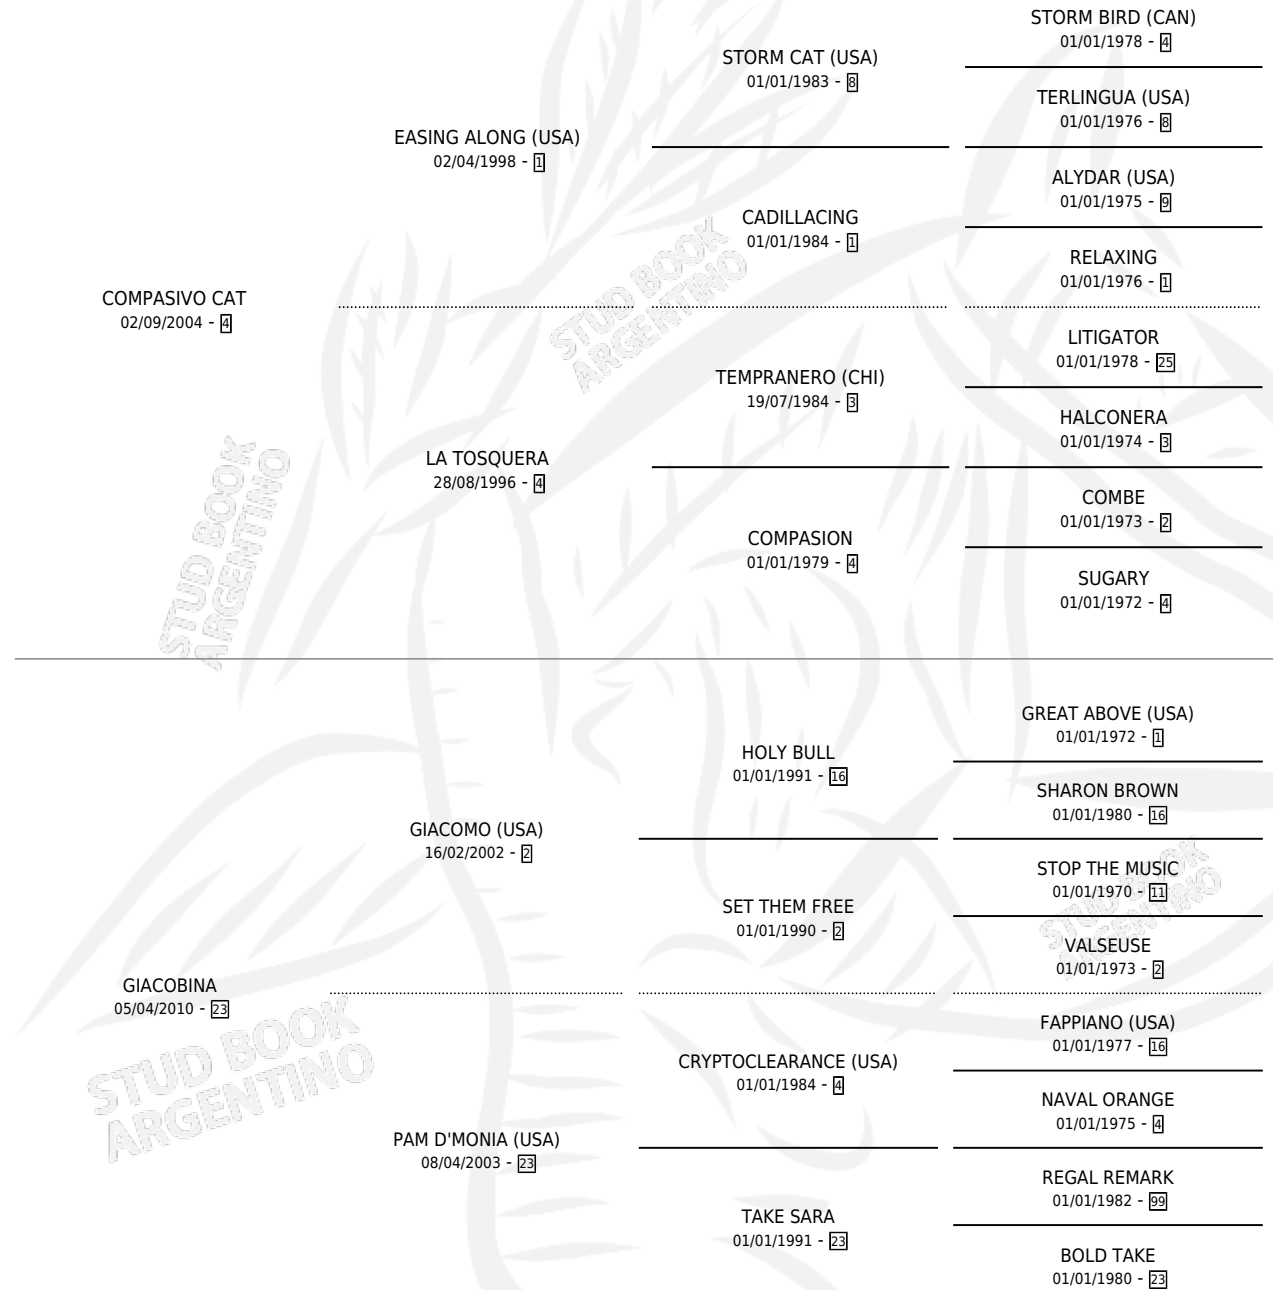 STORM BIRD (CAN)
01/01/1978 - 4
STORM CAT (USA)
01/01/1983 - 8
TERLINGUA (USA)
01/01/1976 - 8
EASING ALONG (USA)
02/04/1998 - 1
ALYDAR (USA)
01/01/1975 - 9
CADILLACING
01/01/1984 - 1
RELAXING
01/01/1976 - 1
COMPASIVO CAT
02/09/2004 - 4
LITIGATOR
01/01/1978 - 25
TEMPRANERO (CHI)
19/07/1984 - 3
HALCONERA
01/01/1974 - 3
LA TOSQUERA
28/08/1996 - 4
COMBE
01/01/1973 - 2
COMPASION
01/01/1979 - 4
SUGARY
01/01/1972 - 4
GREAT ABOVE (USA)
01/01/1972 - 1
HOLY BULL
01/01/1991 - 16
SHARON BROWN
01/01/1980 - 16
GIACOMO (USA)
16/02/2002 - 2
STOP THE MUSIC
01/01/1970 - 11
SET THEM FREE
01/01/1990 - 2
VALSEUSE
01/01/1973 - 2
GIACOBINA
05/04/2010 - 23
FAPPIANO (USA)
01/01/1977 - 16
CRYPTOCLEARANCE (USA)
01/01/1984 - 4
NAVAL ORANGE
01/01/1975 - 4
PAM D'MONIA (USA)
08/04/2003 - 23
REGAL REMARK
01/01/1982 - 99
TAKE SARA
01/01/1991 - 23
BOLD TAKE
01/01/1980 - 23
STUD BOOK
ARGENTINO
STUD BOOK
ARGENTINO
STUD BOOK
ARGENTINO
STUD BOOK
ARGENTINO